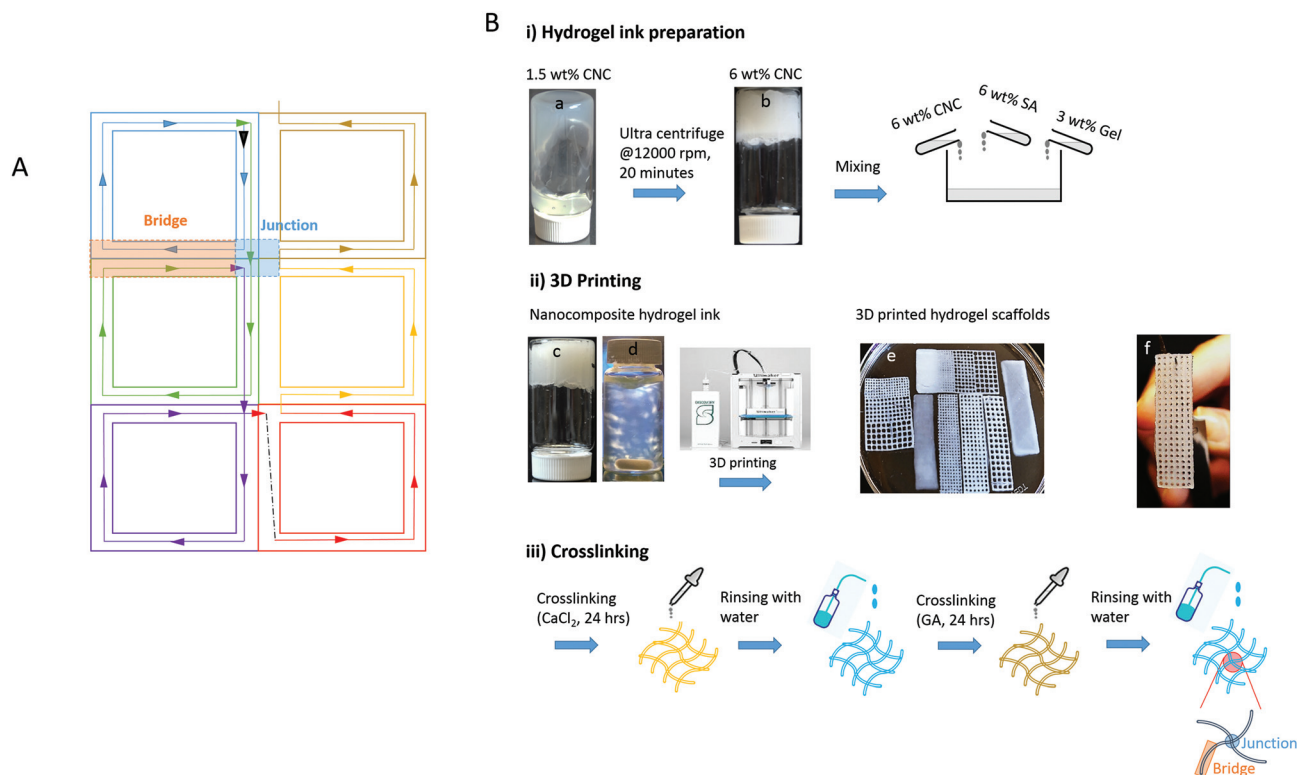 A
Bridge
Junction
B
i) Hydrogel ink preparation
1.5 wt% CNC
6 wt% CNC
a
b
Ultra centrifuge
@12000 rpm,
20 minutes
Mixing
6 wt% CNC
6 wt% SA
3 wt% Gel
ii) 3D Printing
Nanocomposite hydrogel ink
3D printed hydrogel scaffolds
c
d
e
f
Ultimaker
3D printing
iii) Crosslinking
Crosslinking
(CaCl₂, 24 hrs)
Rinsing with
water
Crosslinking
(GA, 24 hrs)
Rinsing with
water
Junction
Bridge